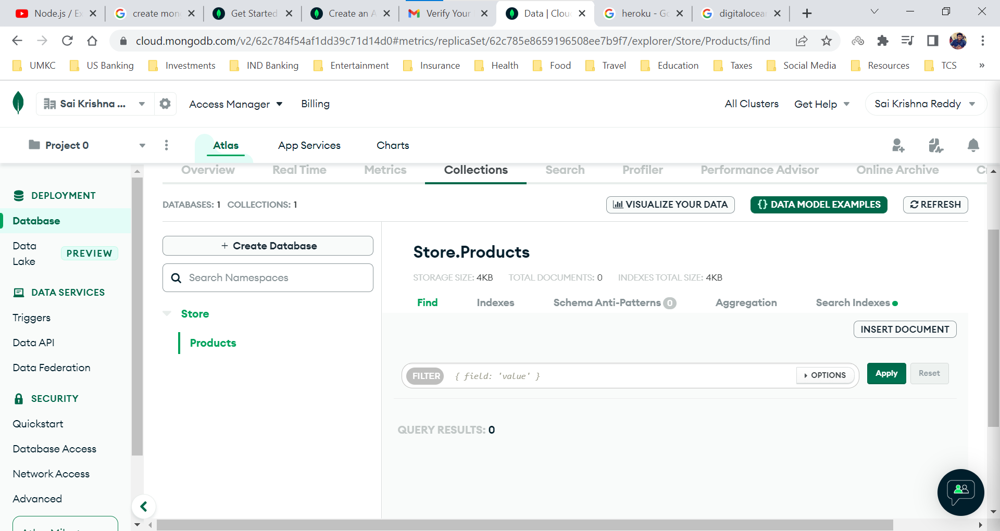 Node.js / Ex
create mon
Get Started
Create an A
Verify Your
Data | Clou
heroku - Go
digitalocean
cloud.mongodb.com/v2/62c784f54af1dd39c71d14d0#metrics/replicaSet/62c785e8659196508ee7b9f7/explorer/Store/Products/find
UMKC
US Banking
Investments
IND Banking
Entertainment
Insurance
Health
Food
Travel
Education
Taxes
Social Media
Resources
TCS
»
Sai Krishna ...
Access Manager
Billing
All Clusters
Get Help
Sai Krishna Reddy
Project 0
Atlas
App Services
Charts
Overview
Real Time
Metrics
Collections
Search
Profiler
Performance Advisor
Online Archive
DEPLOYMENT
Database
Data Lake
PREVIEW
DATA SERVICES
Triggers
Data API
Data Federation
SECURITY
Quickstart
Database Access
Network Access
Advanced
DATABASES: 1 COLLECTIONS: 1
VISUALIZE YOUR DATA
{} DATA MODEL EXAMPLES
REFRESH
+ Create Database
Search Namespaces
Store
Products
Store.Products
STORAGE SIZE: 4KB
TOTAL DOCUMENTS: 0
INDEXES TOTAL SIZE: 4KB
Find
Indexes
Schema Anti-Patterns 0
Aggregation
Search Indexes
INSERT DOCUMENT
FILTER
{ field: 'value' }
OPTIONS
Apply
Reset
QUERY RESULTS: 0